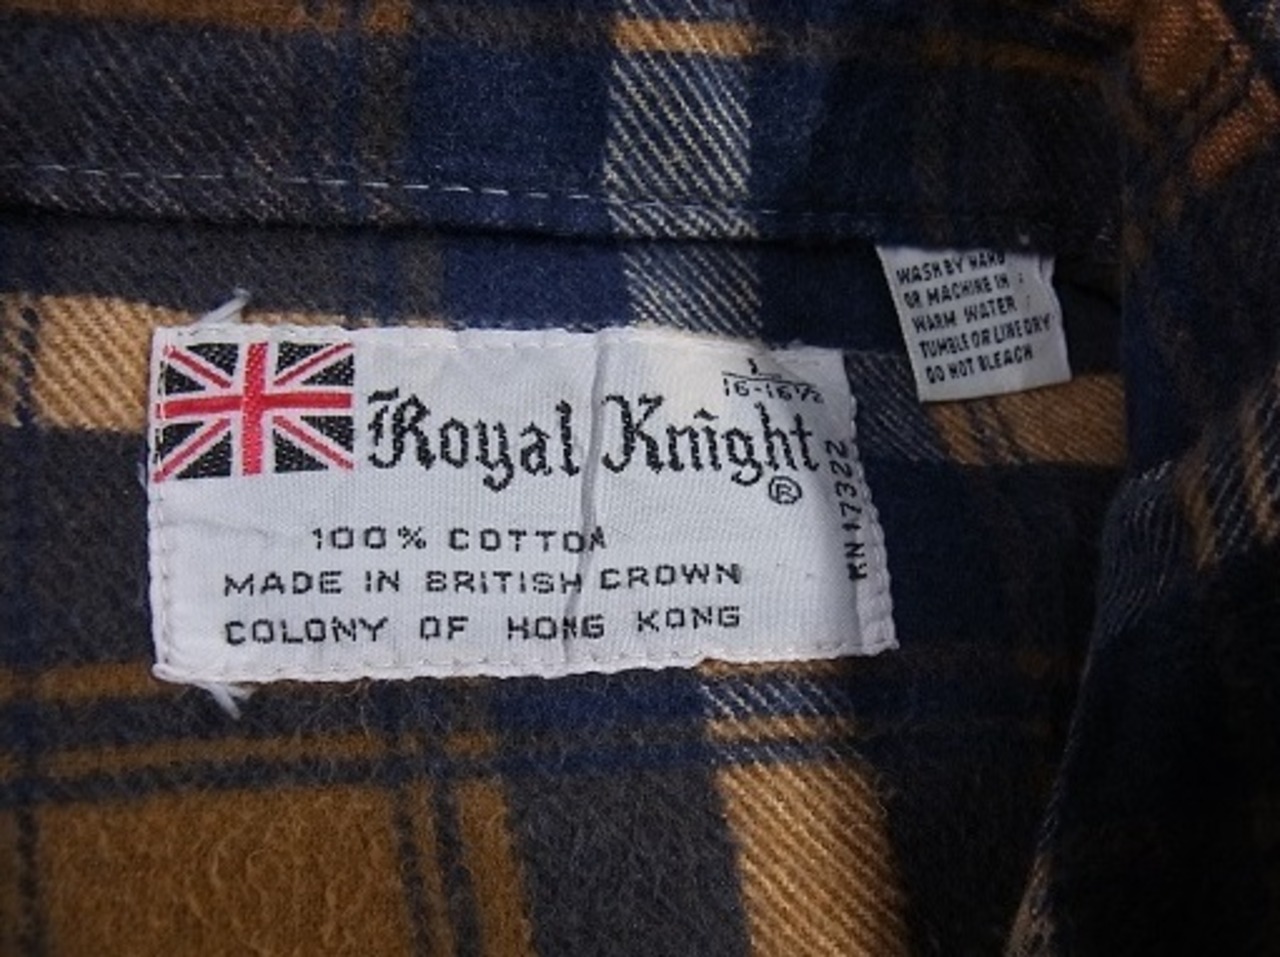 L
16-16½
Royal Knight
®
RN 17322
100% COTTON
MADE IN BRITISH CROWN
COLONY OF HONG KONG
WASH BY HAND
OR MACHINE IN
WARM WATER
TUMBLE OR LINE DRY
DO NOT BLEACH